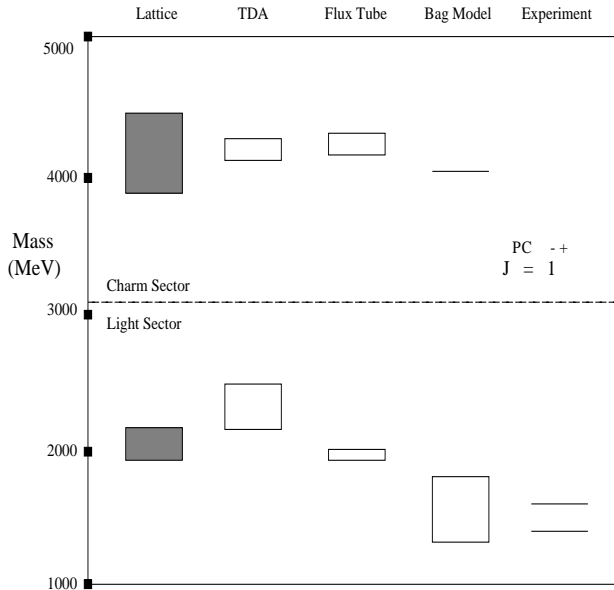 Lattice TDA Flux Tube Bag Model Experiment
5000
4000
Mass
(MeV)
PC - +
J = 1
Charm Sector
3000
Light Sector
2000
1000